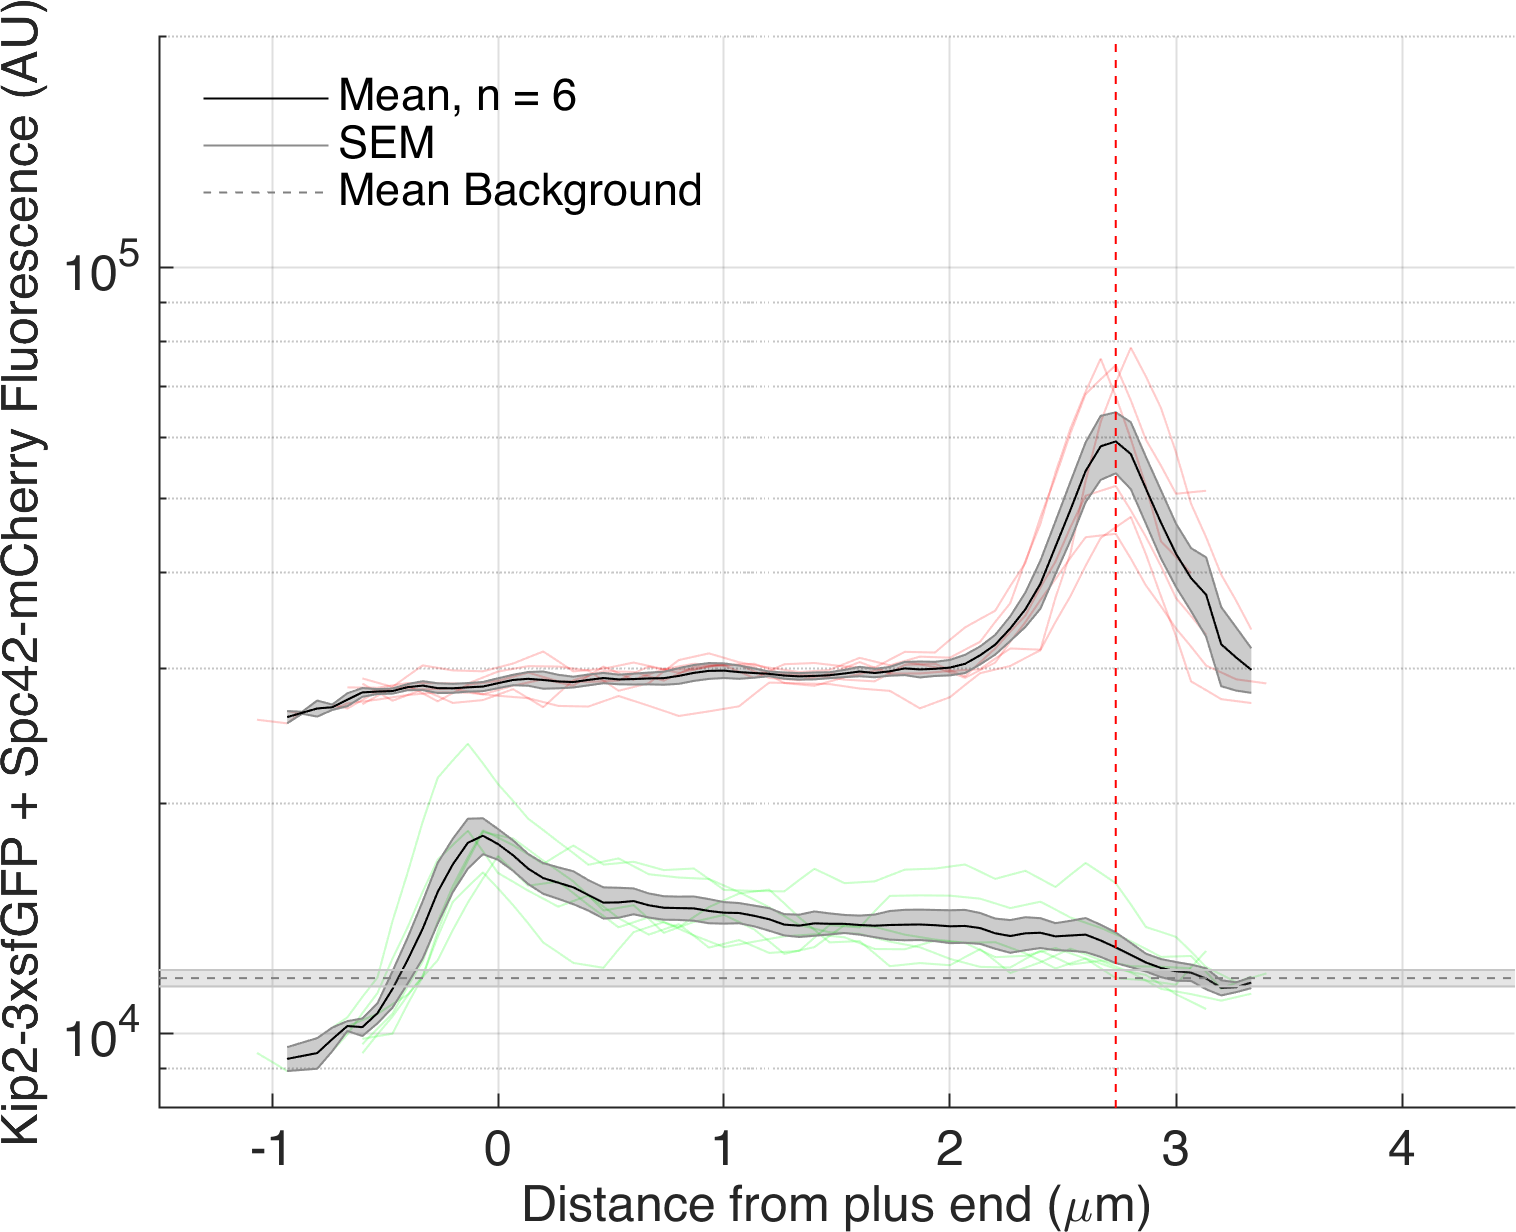 Kip2-3xsfGFP + Spc42-mCherry Fluorescence (AU)
Mean, n = 6
SEM
Mean Background
10^5
10^4
-1 0 1 2 3 4
Distance from plus end (μm)